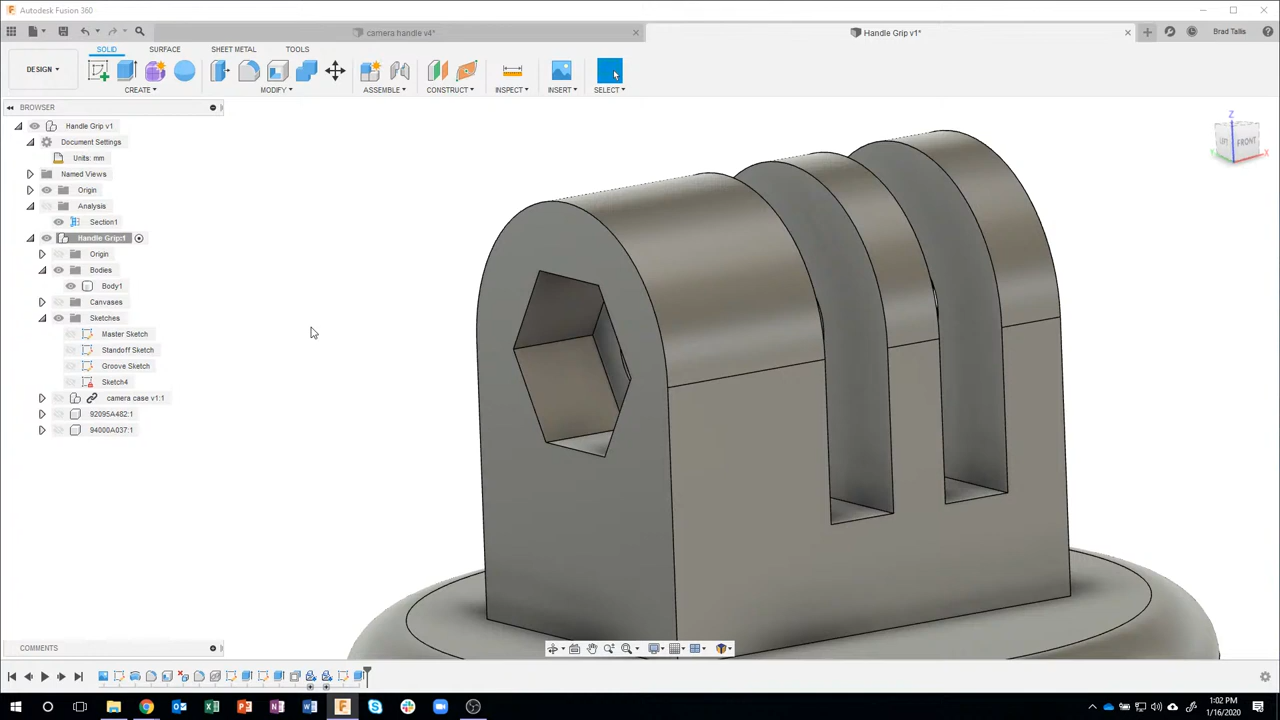 Autodesk Fusion 360
camera handle v4*
Handle Grip v1*
Brad Tallis
DESIGN
SOLID
SURFACE
SHEET METAL
TOOLS
CREATE
MODIFY
ASSEMBLE
CONSTRUCT
INSPECT
INSERT
SELECT
BROWSER
Handle Grip v1
Document Settings
Units: mm
Named Views
Origin
Analysis
Section1
Handle Grip:1
Origin
Bodies
Body1
Canvases
Sketches
Master Sketch
Standoff Sketch
Groove Sketch
Sketch4
camera case v1:1
92095A482:1
94000A037:1
Z
FRONT
X
COMMENTS
1:02 PM
1/16/2020